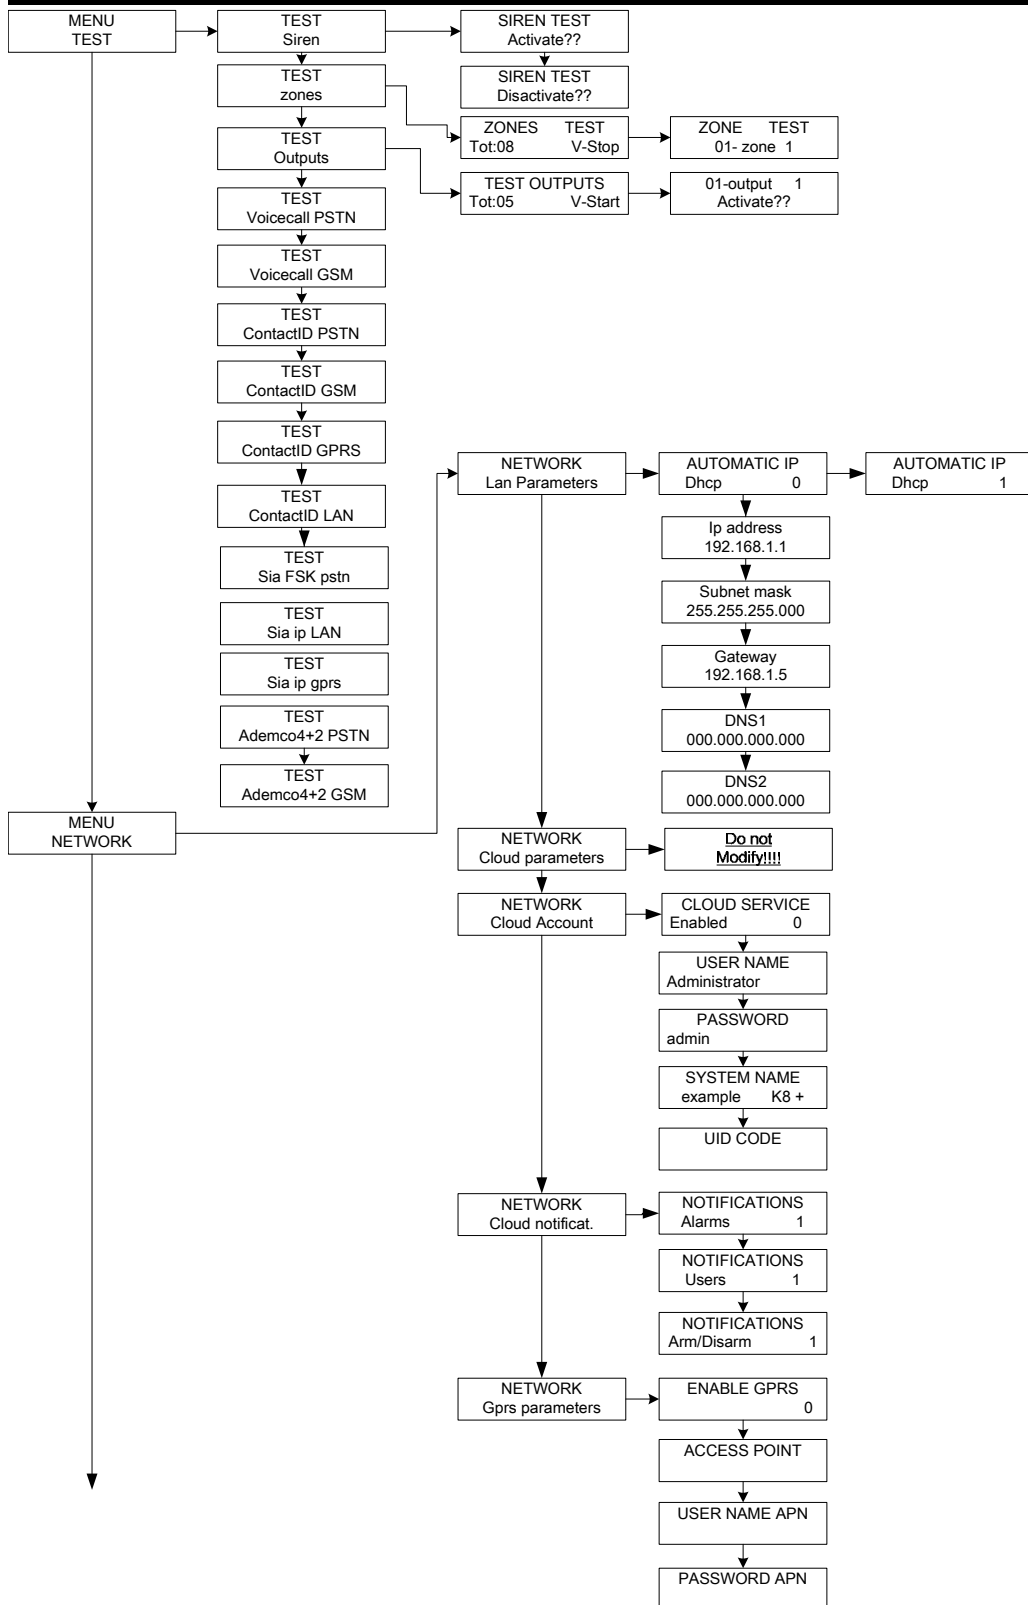 MENU
TEST
TEST
Siren
SIREN TEST
Activate??
SIREN TEST
Disactivate??
TEST
zones
ZONES TEST
Tot:08 V-Stop
ZONE TEST
01- zone 1
TEST
Outputs
TEST OUTPUTS
Tot:05 V-Start
01-output 1
Activate??
TEST
Voicecall PSTN
TEST
Voicecall GSM
TEST
ContactID PSTN
TEST
ContactID GSM
TEST
ContactID GPRS
TEST
ContactID LAN
TEST
Sia FSK pstn
TEST
Sia ip LAN
TEST
Sia ip gprs
TEST
Ademco4+2 PSTN
TEST
Ademco4+2 GSM
MENU
NETWORK
NETWORK
Lan Parameters
AUTOMATIC IP
Dhcp 0
AUTOMATIC IP
Dhcp 1
Ip address
192.168.1.1
Subnet mask
255.255.255.000
Gateway
192.168.1.5
DNS1
000.000.000.000
DNS2
000.000.000.000
NETWORK
Cloud parameters
Do not
Modify!!!!
NETWORK
Cloud Account
CLOUD SERVICE
Enabled 0
USER NAME
Administrator
PASSWORD
admin
SYSTEM NAME
example K8 +
UID CODE
NETWORK
Cloud notificat.
NOTIFICATIONS
Alarms 1
NOTIFICATIONS
Users 1
NOTIFICATIONS
Arm/Disarm 1
NETWORK
Gprs parameters
ENABLE GPRS
0
ACCESS POINT
USER NAME APN
PASSWORD APN